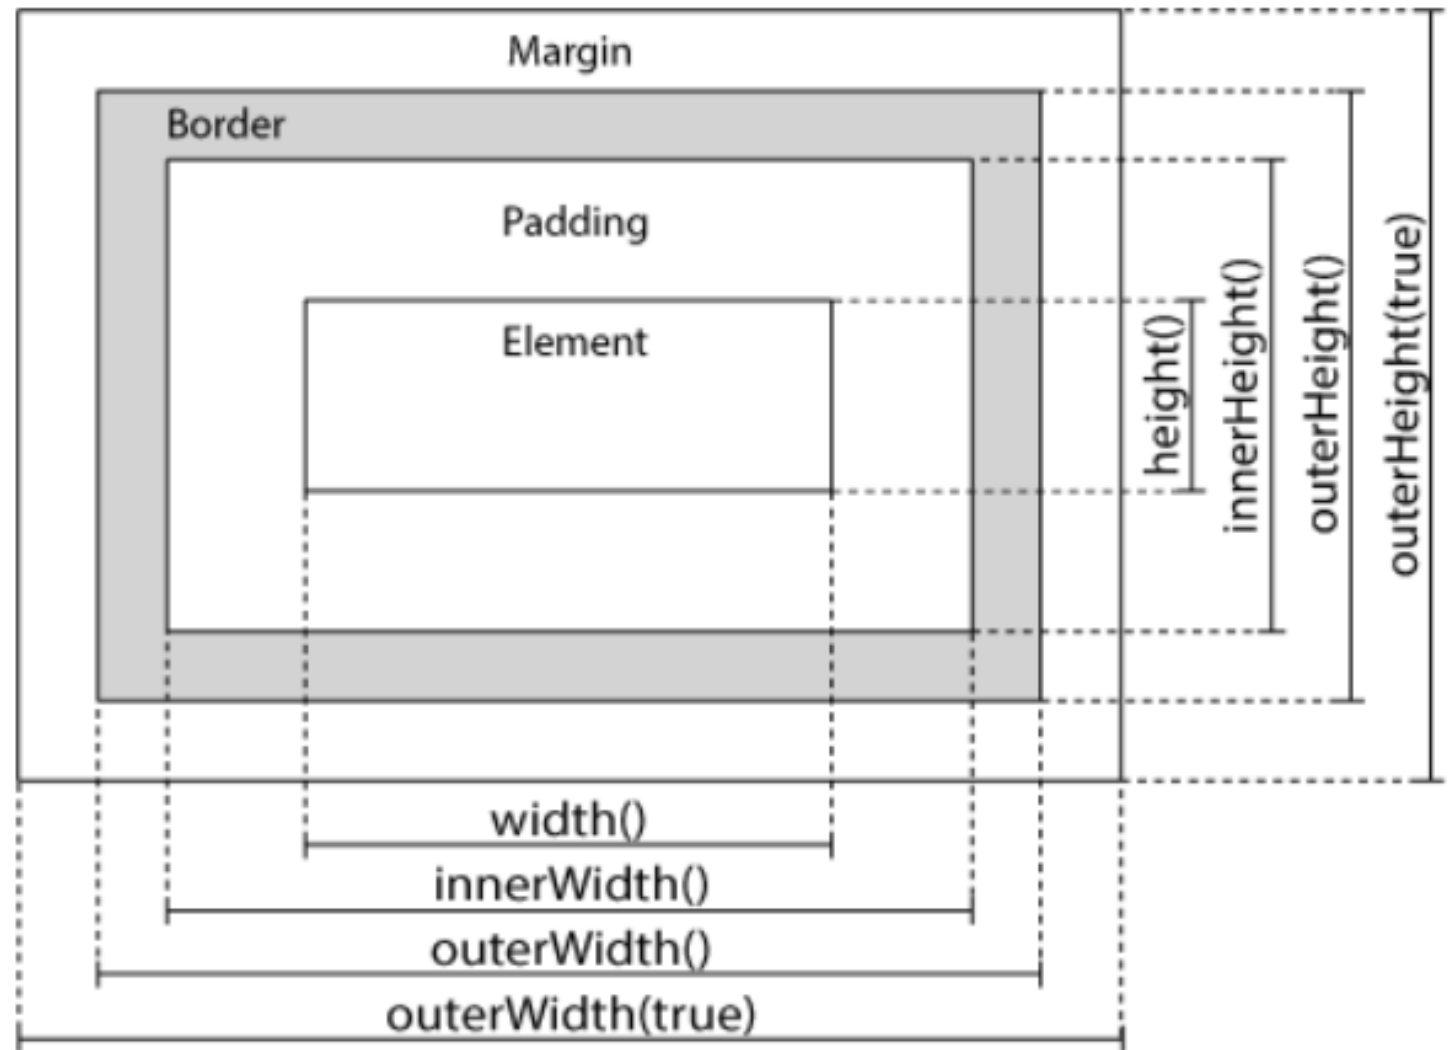 Margin
Border
Padding
Element
height()
innerHeight()
outerHeight()
outerHeight(true)
width()
innerWidth()
outerWidth()
outerWidth(true)